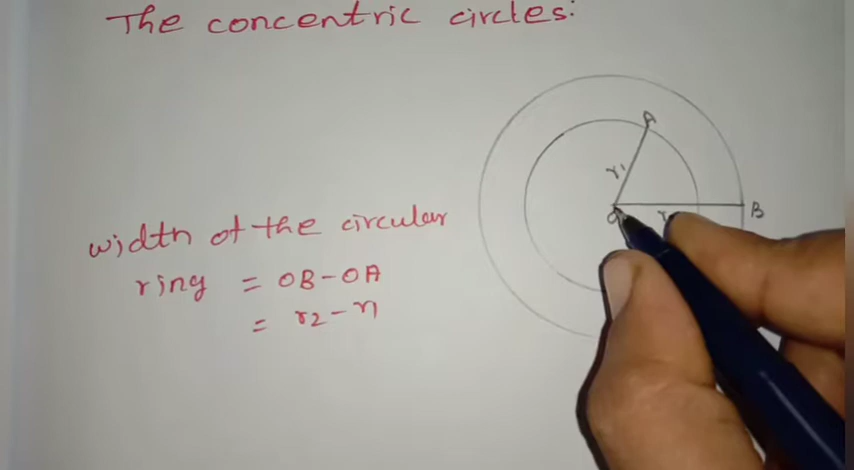 The concentric circles:
A
r1
O
r
B
width of the circular
ring = OB-OA
= r2-r1